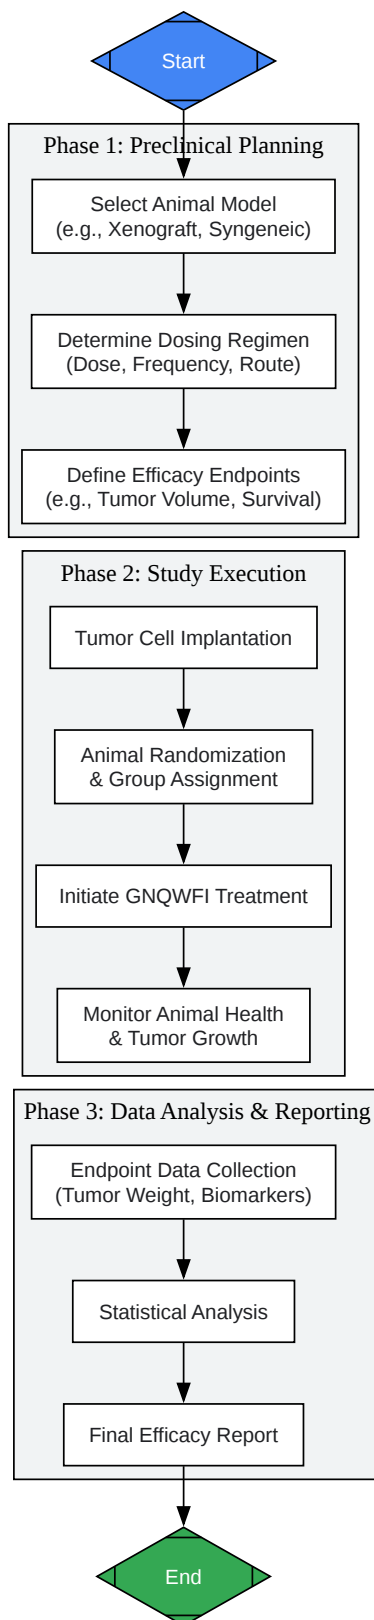 Start
Phase 1: Preclinical Planning
Select Animal Model
(e.g., Xenograft, Syngeneic)
Determine Dosing Regimen
(Dose, Frequency, Route)
Define Efficacy Endpoints
(e.g., Tumor Volume, Survival)
Phase 2: Study Execution
Tumor Cell Implantation
Animal Randomization
& Group Assignment
Initiate GNQWFI Treatment
Monitor Animal Health
& Tumor Growth
Phase 3: Data Analysis & Reporting
Endpoint Data Collection
(Tumor Weight, Biomarkers)
Statistical Analysis
Final Efficacy Report
End